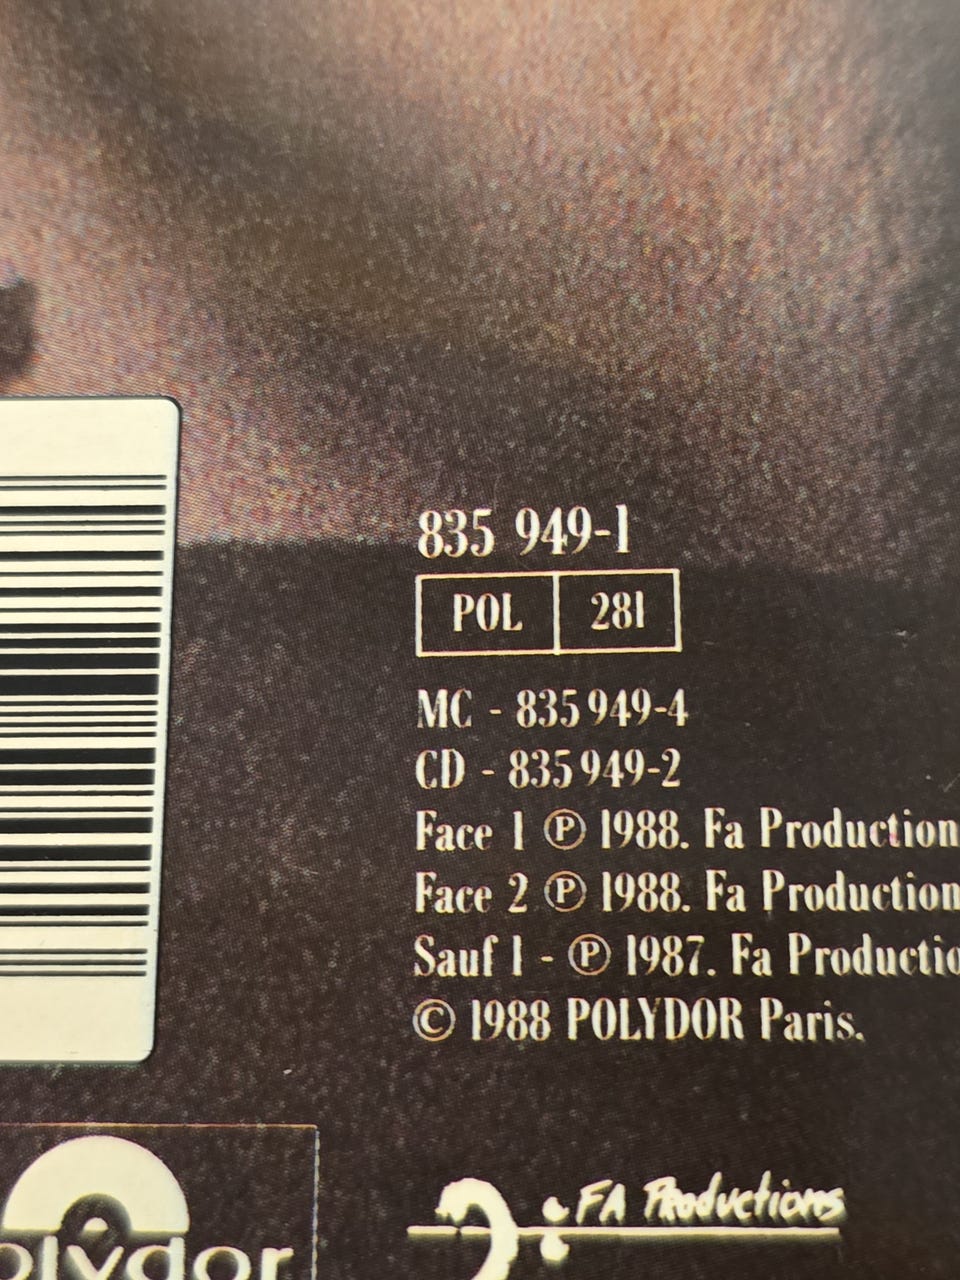 835 949-1
POL 281
MC - 835 949-4
CD - 835 949-2
Face 1 Ⓟ 1988. Fa Production
Face 2 Ⓟ 1988. Fa Production
Sauf 1 - Ⓟ 1987. Fa Productio
© 1988 POLYDOR Paris.
FA Productions
olydor